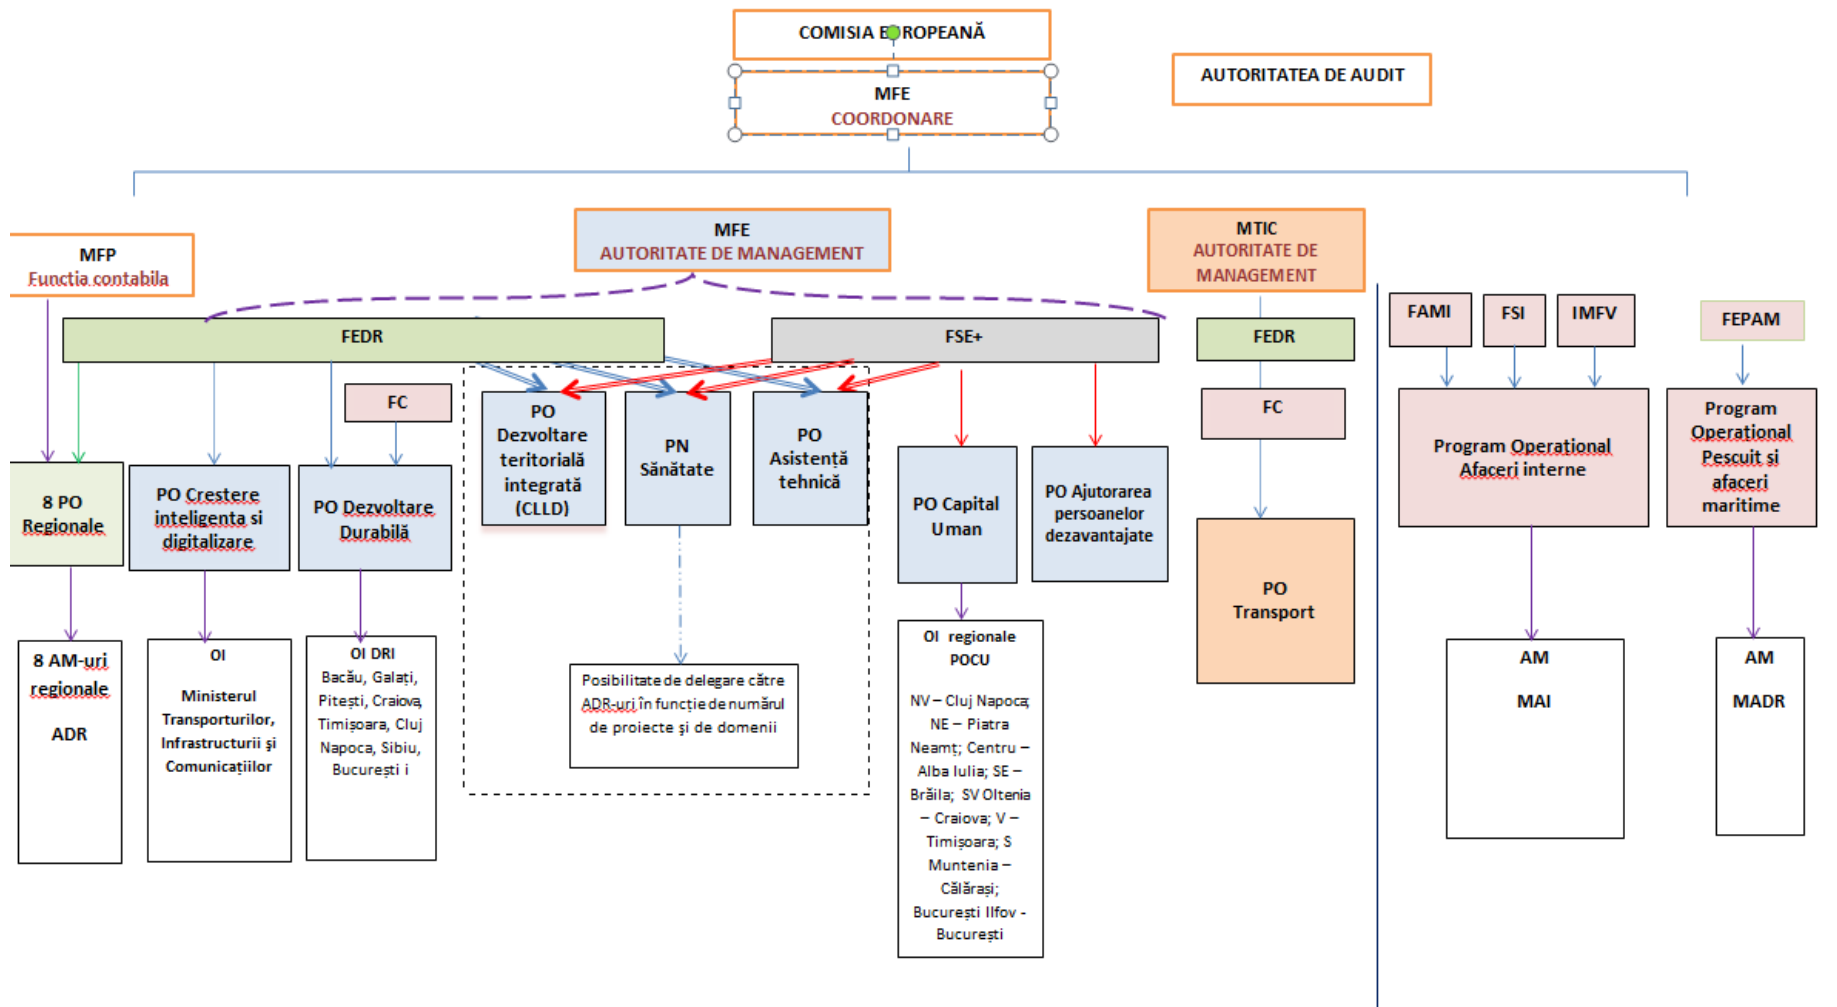 COMISIA EUROPEANĂ
MFE
COORDONARE
AUTORITATEA DE AUDIT
MFP
Functia contabila
MFE
AUTORITATE DE MANAGEMENT
MTIC
AUTORITATE DE
MANAGEMENT
FEDR
FSE+
FEDR
FAMI
FSI
IMFV
FEPAM
FC
FC
8 PO
Regionale
PO Crestere
inteligenta si
digitalizare
PO Dezvoltare
Durabilă
PO
Dezvoltare
teritorială
integrată
(CLLD)
PN
Sănătate
PO
Asistență
tehnică
PO Capital
Uman
PO Ajutorarea
persoanelor
dezavantajate
PO
Transport
Program Operațional
Afaceri interne
Program
Operațional
Pescuit si
afaceri
maritime
8 AM-uri
regionale
ADR
OI
Ministerul
Transporturilor,
Infrastructurii şi
Comunicațiilor
OI DRI
Bacău, Galați,
Pitești, Craiova,
Timișoara, Cluj
Napoca, Sibiu,
București i
Posibilitate de delegare către
ADR-uri în funcție de numărul
de proiecte și de domenii
OI regionale
POCU
NV – Cluj Napoca;
NE – Piatra
Neamț; Centru –
Alba Iulia; SE –
Brăila; SV Oltenia
– Craiova; V –
Timișoara; S
Muntenia –
Călărași;
București Ilfov -
București
AM
MAI
AM
MADR